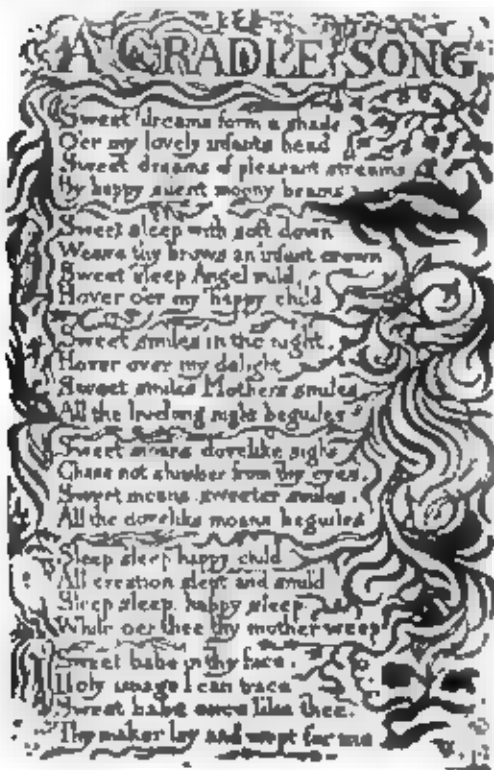 A CRADLE SONG
Sweet dreams form a shade
O'er my lovely infants head
Sweet dreams of pleasant streams
By happy silent moony beams
Sweet sleep with soft down
Weave thy brows an infant crown
Sweet sleep Angel mild
Hover o'er my happy child
Sweet smiles in the night
Hover over my delight
Sweet smiles Mothers smiles
All the livelong night beguiles
Sweet moans dovelike sighs
Chase not slumber from thy eyes
Sweet moans sweeter smiles
All the dovelike moans beguiles
Sleep sleep happy child
All creation slept and smil'd
Sleep sleep happy sleep
While o'er thee thy mother weep
Sweet babe in thy face
Holy image I can trace
Sweet babe once like thee
Thy maker lay and wept for me